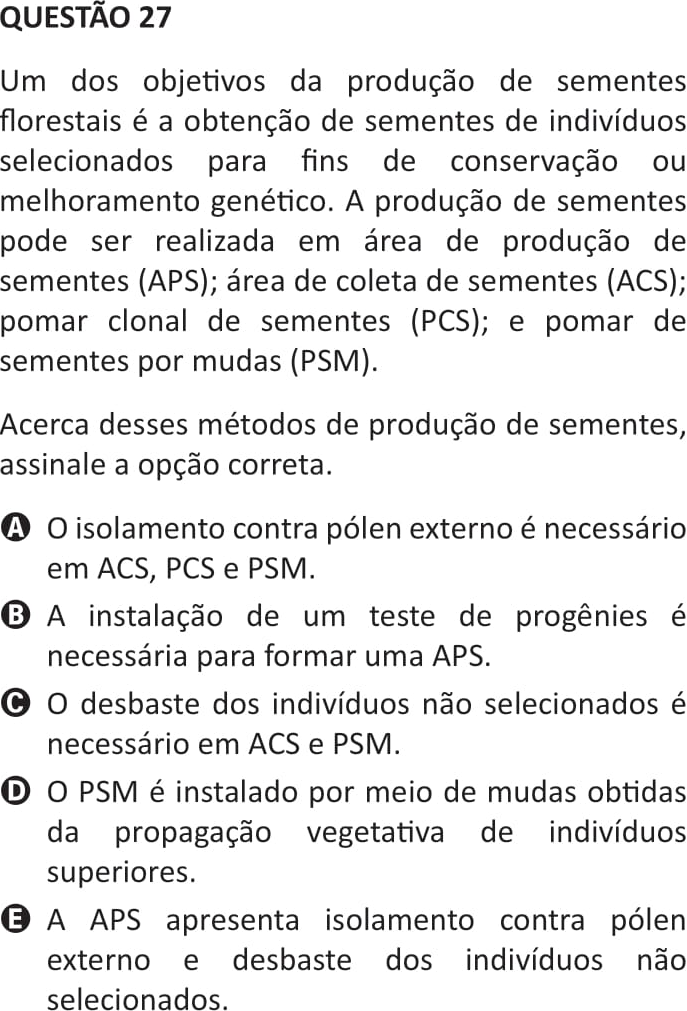 QUESTÃO 27
Um dos objetivos da produção de sementes
florestais é a obtenção de sementes de indivíduos
selecionados para fins de conservação ou
melhoramento genético. A produção de sementes
pode ser realizada em área de produção de
sementes (APS); área de coleta de sementes (ACS);
pomar clonal de sementes (PCS); e pomar de
sementes por mudas (PSM).
Acerca desses métodos de produção de sementes,
assinale a opção correta.
A O isolamento contra pólen externo é necessário
em ACS, PCS e PSM.
B A instalação de um teste de progênies é
necessária para formar uma APS.
C O desbaste dos indivíduos não selecionados é
necessário em ACS e PSM.
D O PSM é instalado por meio de mudas obtidas
da propagação vegetativa de indivíduos
superiores.
E A APS apresenta isolamento contra pólen
externo e desbaste dos indivíduos não
selecionados.